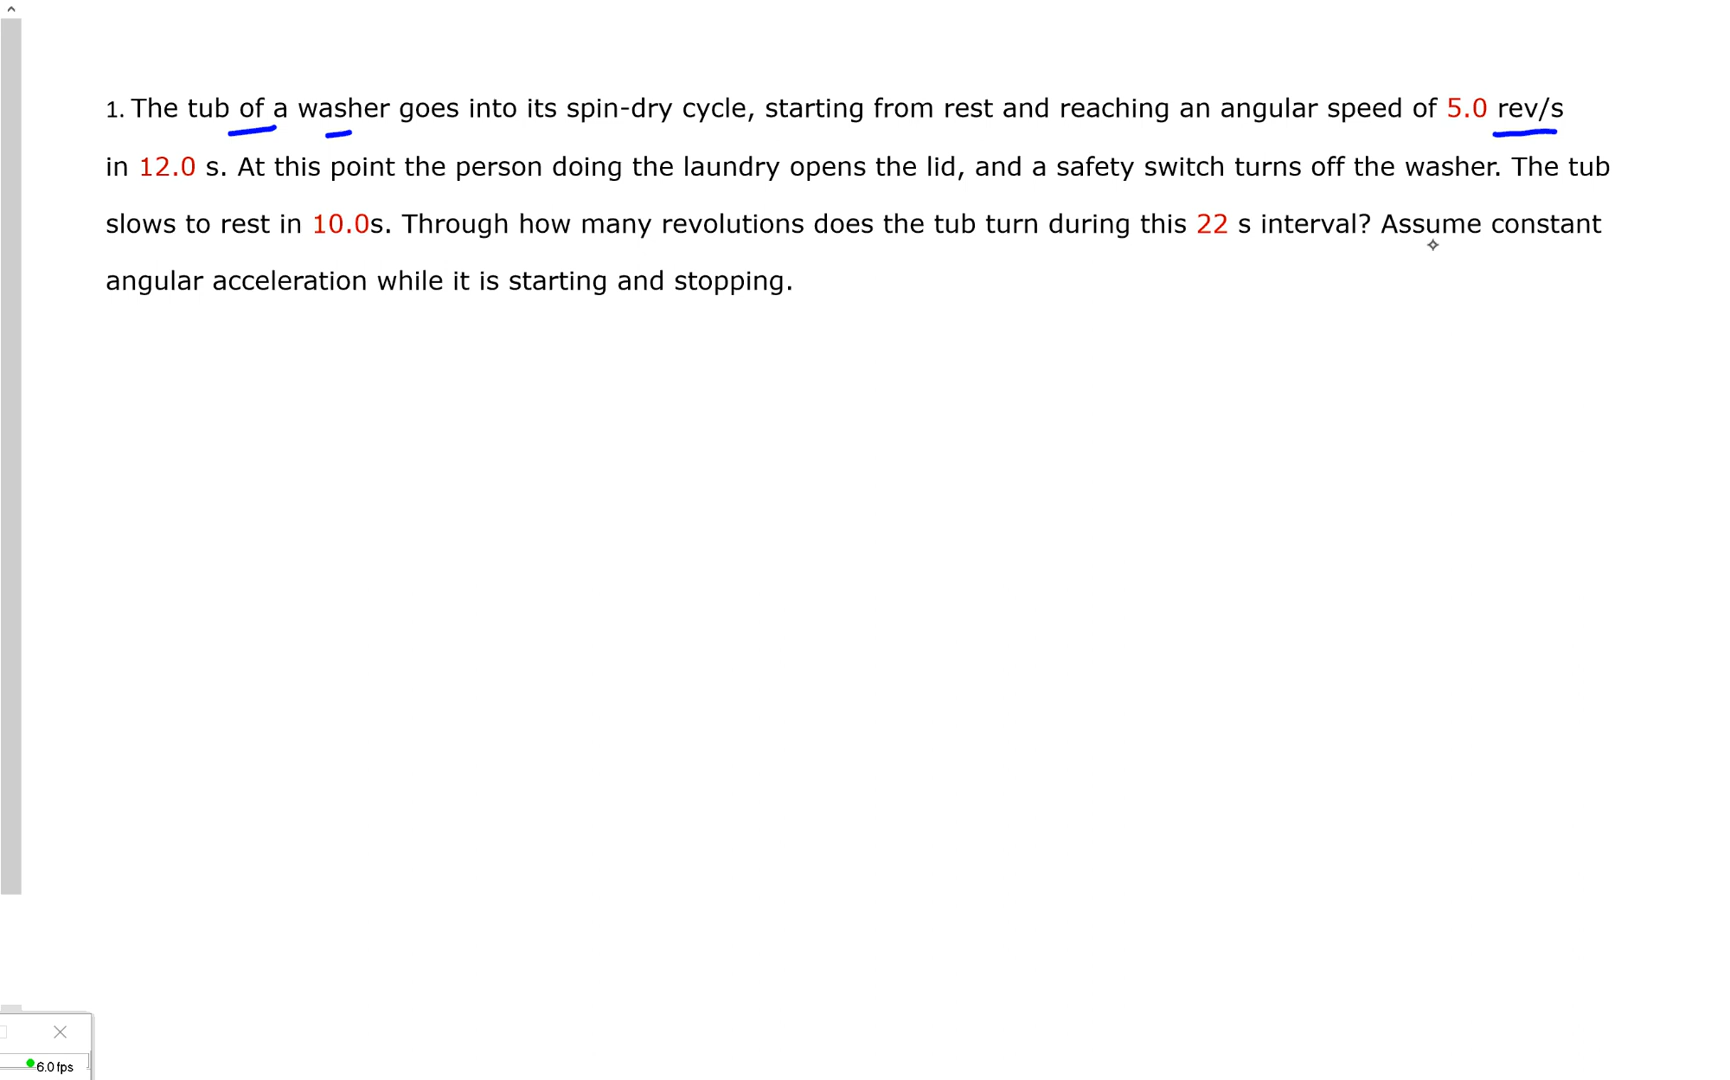 1. The tub of a washer goes into its spin-dry cycle, starting from rest and reaching an angular speed of 5.0 rev/s
in 12.0 s. At this point the person doing the laundry opens the lid, and a safety switch turns off the washer. The tub
slows to rest in 10.0s. Through how many revolutions does the tub turn during this 22 s interval? Assume constant
angular acceleration while it is starting and stopping.
6.0 fps